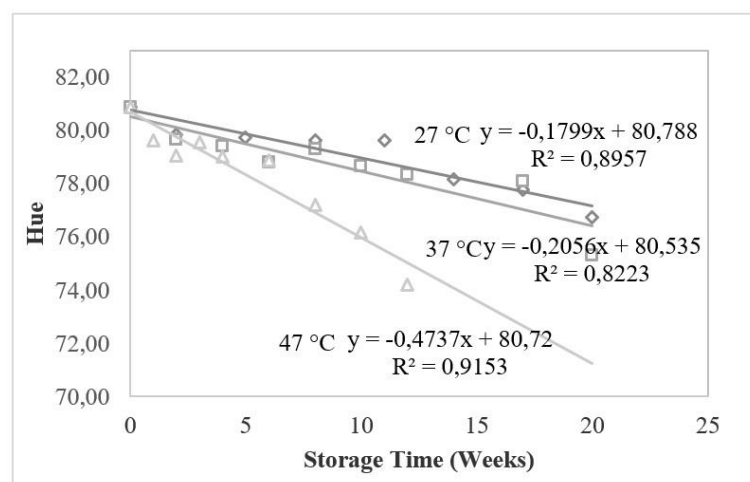 82,00
80,00
78,00
76,00
74,00
72,00
70,00
Hue
27 °C y = -0,1799x + 80,788
R² = 0,8957
37 °Cy = -0,2056x + 80,535
R² = 0,8223
47 °C y = -0,4737x + 80,72
R² = 0,9153
0 5 10 15 20 25
Storage Time (Weeks)